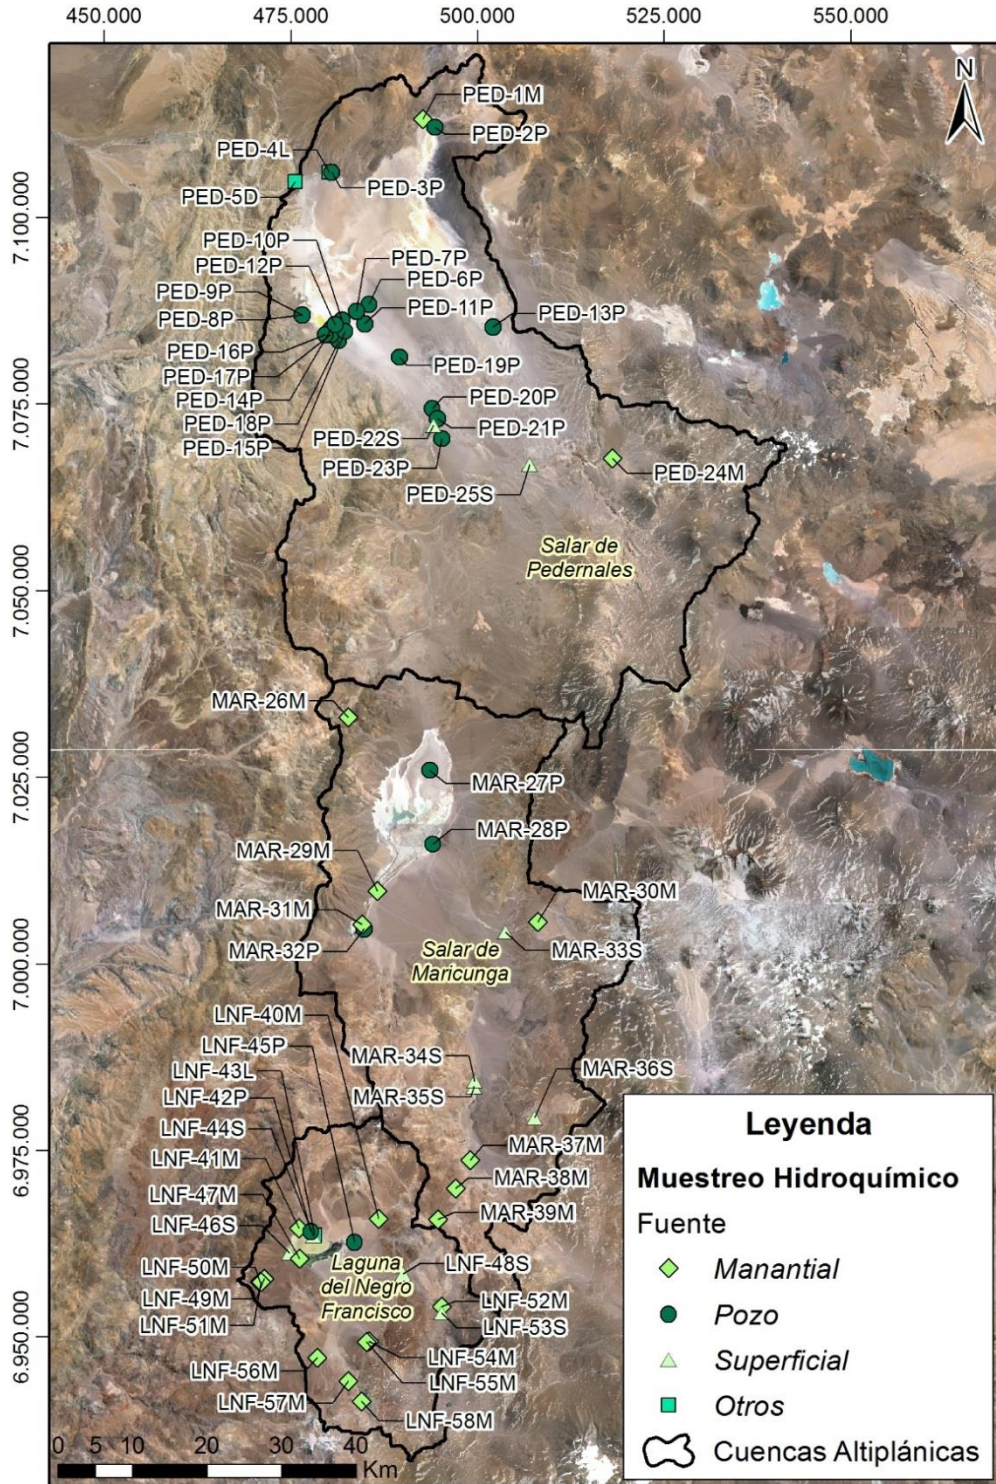 450.000
475.000
500.000
525.000
550.000
N
PED-1M
PED-2P
PED-4L
PED-3P
PED-5D
7.100.000
PED-10P
PED-7P
PED-12P
PED-6P
PED-9P
PED-11P
PED-13P
PED-8P
PED-16P
PED-19P
PED-17P
PED-14P
PED-20P
7.075.000
PED-18P
PED-21P
PED-22S
PED-15P
PED-23P
PED-24M
PED-25S
Salar de
Pedernales
7.050.000
MAR-26M
MAR-27P
7.025.000
MAR-28P
MAR-29M
MAR-30M
MAR-31M
MAR-32P
MAR-33S
Salar de
Maricunga
7.000.000
LNF-40M
LNF-45P
MAR-34S
LNF-43L
MAR-36S
MAR-35S
LNF-42P
LNF-44S
MAR-37M
LNF-41M
6.975.000
MAR-38M
LNF-47M
MAR-39M
LNF-46S
LNF-50M
LNF-48S
Laguna
del Negro
Francisco
LNF-49M
LNF-52M
LNF-51M
LNF-53S
6.950.000
LNF-54M
LNF-56M
LNF-55M
LNF-57M
LNF-58M
0 5 10 20 30 40
Km
Leyenda
Muestreo Hidroquímico
Fuente
Manantial
Pozo
Superficial
Otros
Cuencas Altiplánicas